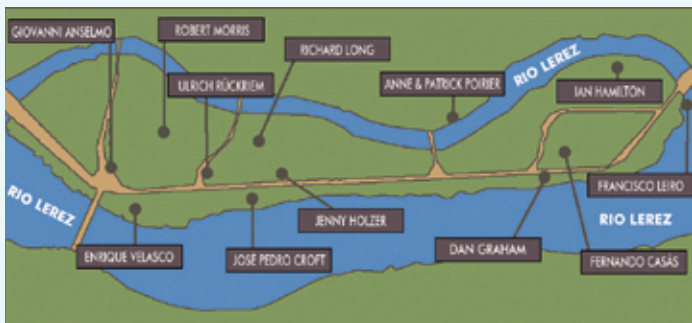 GIOVANNI ANSELMO
ROBERT MORRIS
RICHARD LONG
ULRICH RÜCKRIEM
ANNE & PATRICK POIRIER
RIO LEREZ
IAN HAMILTON
FRANCISCO LEIRO
RIO LEREZ
RIO LEREZ
JENNY HOLZER
ENRIQUE VELASCO
JOSÉ PEDRO CROFT
DAN GRAHAM
FERNANDO CASÁS